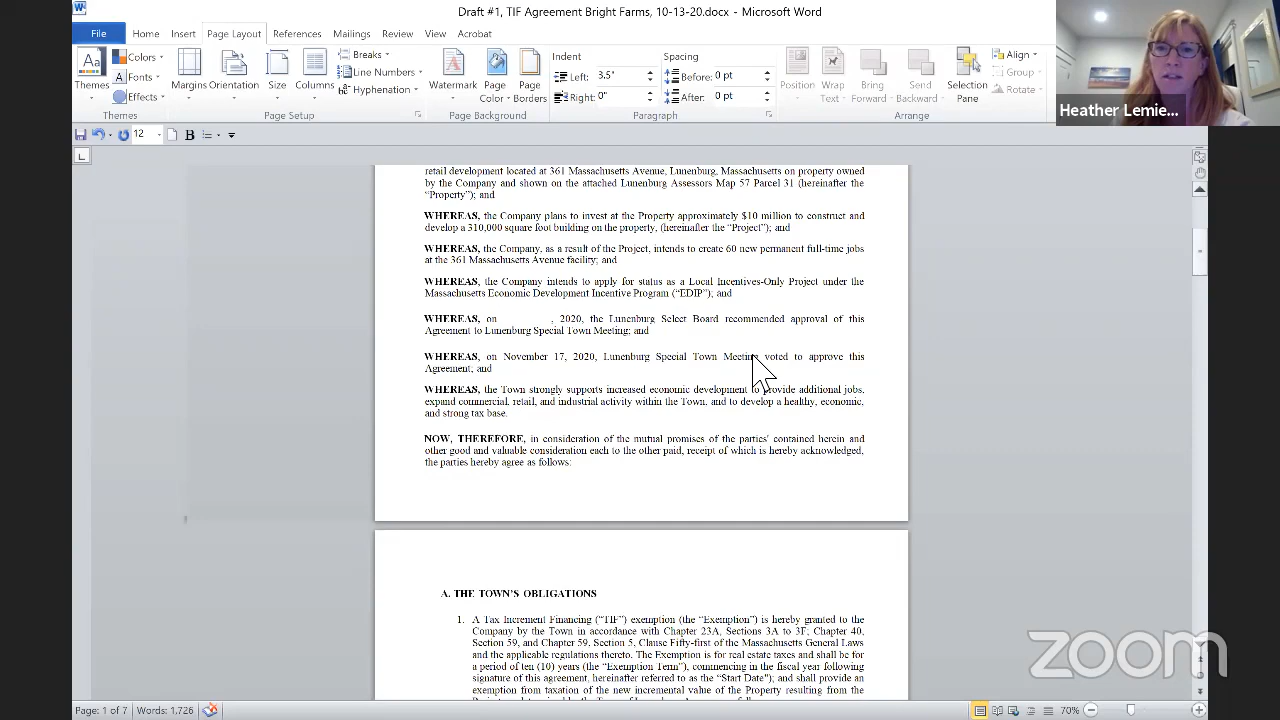 Draft #1, TIF Agreement Bright Farms, 10-13-20.docx - Microsoft Word
File Home Insert Page Layout References Mailings Review View Acrobat
Colors Breaks Indent Spacing Align
Aa Line Numbers Left: 3.5" Before: 0 pt Group
Fonts Hyphenation Right: 0" After: 0 pt Rotate
Themes Effects Margins Orientation Size Columns Watermark Page Color Page Borders Position Wrap Text Bring Forward Send Backward Selection Pane
Themes Page Setup Page Background Paragraph Arrange
Heather Lemie...
12 B
retail development located at 361 Massachusetts Avenue, Lunenburg, Massachusetts on property owned
by the Company and shown on the attached Lunenburg Assessors Map 57 Parcel 31 (hereinafter the
"Property"); and
WHEREAS, the Company plans to invest at the Property approximately $10 million to construct and
develop a 310,000 square foot building on the property, (hereinafter the "Project"); and
WHEREAS, the Company, as a result of the Project, intends to create 60 new permanent full-time jobs
at the 361 Massachusetts Avenue facility; and
WHEREAS, the Company intends to apply for status as a Local Incentives-Only Project under the
Massachusetts Economic Development Incentive Program ("EDIP"); and
WHEREAS, on , 2020, the Lunenburg Select Board recommended approval of this
Agreement to Lunenburg Special Town Meeting; and
WHEREAS, on November 17, 2020, Lunenburg Special Town Meeting voted to approve this
Agreement; and
WHEREAS, the Town strongly supports increased economic development to provide additional jobs,
expand commercial, retail, and industrial activity within the Town, and to develop a healthy, economic,
and strong tax base.
NOW, THEREFORE, in consideration of the mutual promises of the parties' contained herein and
other good and valuable consideration each to the other paid, receipt of which is hereby acknowledged,
the parties hereby agree as follows:
A. THE TOWN'S OBLIGATIONS
1. A Tax Increment Financing ("TIF") exemption (the "Exemption") is hereby granted to the
Company by the Town in accordance with Chapter 23A, Sections 3A to 3F; Chapter 40,
Section 59, and Chapter 59, Section 5, Clause Fifty-first of the Massachusetts General Laws
and the applicable regulations thereto. The Exemption is for real estate taxes and shall be for
a period of ten (10) years (the "Exemption Term"), commencing in the fiscal year following
signature of this agreement, hereinafter referred to as the "Start Date"); and shall provide an
exemption from taxation of the new incremental value of the Property resulting from the
zoom
Page: 1 of 7 Words: 1,726 70%